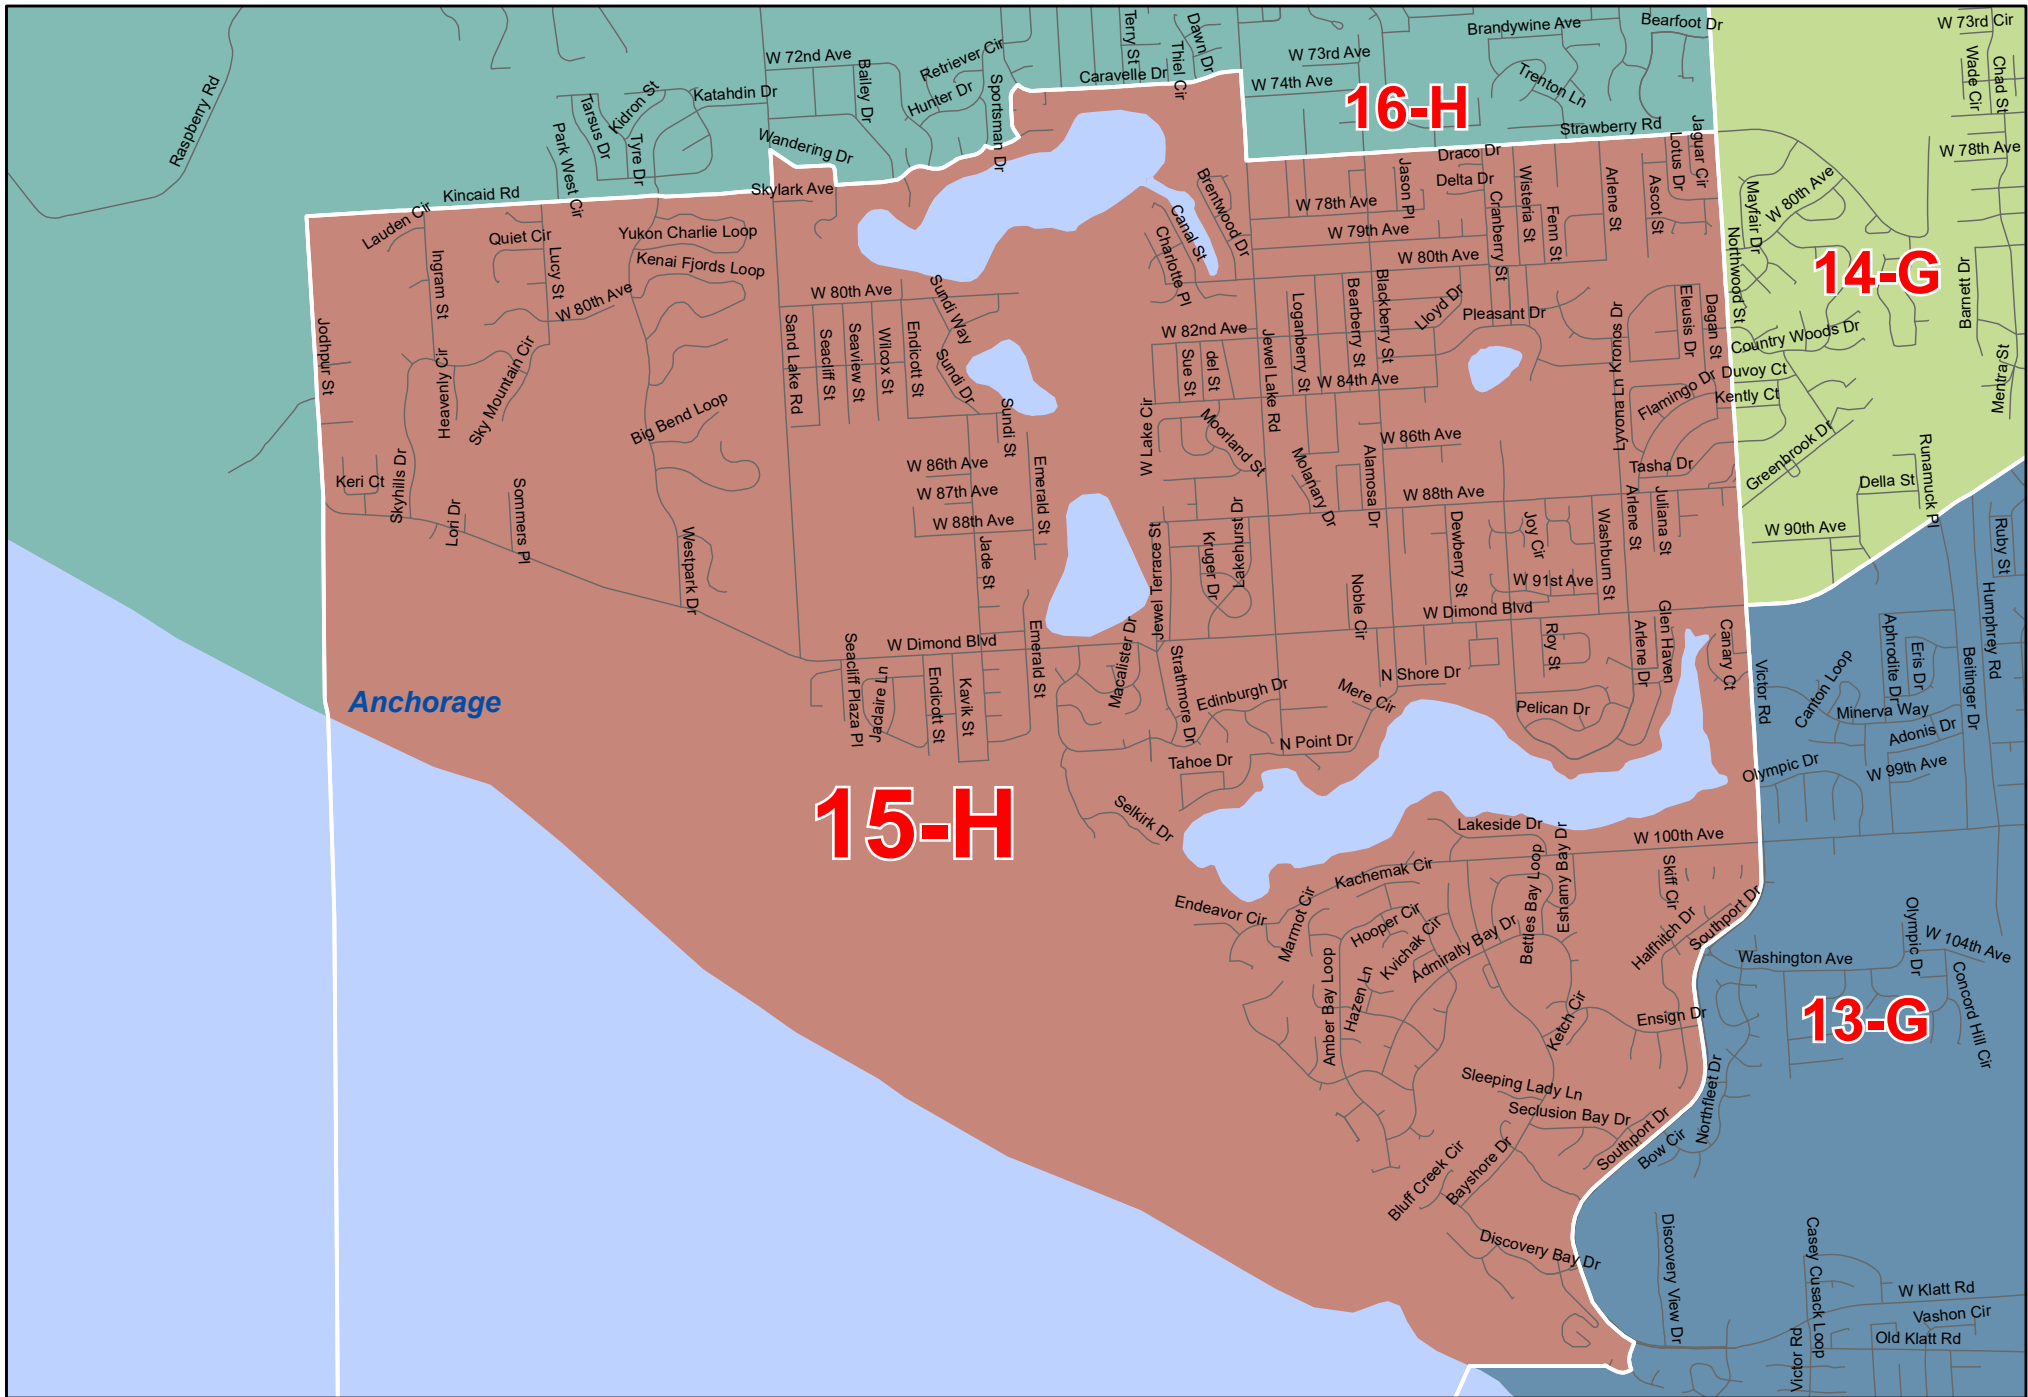 W 73rd Cir
Bearfoot Dr
Brandywine Ave
Terry St
Dawn Dr
Thiel Cir
W 72nd Ave
Bailey Dr
Retriever Cir
Hunter Dr
Sportsman Dr
Caravelle Dr
W 73rd Ave
W 74th Ave
Trenton Ln
Wade Cir
Chad St
Raspberry Rd
Tarsus Dr
Kidron St
Katahdin Dr
Tyre Dr
Park West Cir
Wandering Dr
16-H
Strawberry Rd
Jaguar Cir
Lotus Dr
W 78th Ave
Kincaid Rd
Skylark Ave
Lauden Cir
Quiet Cir
Yukon Charlie Loop
Kenai Fjords Loop
Ingram St
Lucy St
W 80th Ave
Brentwood Dr
Canal St
Charlotte Pl
Jason Pl
Draco Dr
Delta Dr
Cranberry St
Wisteria St
Fenn St
Arlene St
Ascot St
W 78th Ave
W 79th Ave
W 80th Ave
Mayfair Dr
W 80th Ave
Northwood St
14-G
Barnett Dr
Mentra St
Jodhpur St
Heavenly Cir
Sky Mountain Cir
W 80th Ave
Sundi Way
Sundi Dr
Sand Lake Rd
Seacliff St
Seaview St
Wilcox St
Endicott St
W 82nd Ave
Sue St
del St
Jewel Lake Rd
Loganberry St
Bearberry St
Blackberry St
Lloyd Dr
Pleasant Dr
Kronos Dr
Eleusis Dr
Dagan St
Country Woods Dr
Duvoy Ct
Kently Ct
W 84th Ave
Lyvona Ln
Flamingo Dr
Big Bend Loop
Sundi St
W Lake Cir
Moorland St
Molanary Dr
Alamosa Dr
W 86th Ave
Tasha Dr
Greenbrook Dr
Runamuck Pl
Della St
Keri Ct
Skyhills Dr
Lori Dr
Sommers Pl
W 86th Ave
W 87th Ave
W 88th Ave
Emerald St
W 88th Ave
Arlene St
Juliana St
W 90th Ave
Ruby St
Westpark Dr
Jade St
Jewel Terrace St
Kruger Dr
Lakehurst Dr
Dewberry St
Joy Cir
Washburn St
W 91st Ave
Noble Cir
W Dimond Blvd
Humphrey Rd
Aphrodite Dr
Eris Dr
Beitinger Dr
Seacliff Plaza Pl
Jadaire Ln
W Dimond Blvd
Endicott St
Kavik St
Emerald St
Macalister Dr
Strathmore Dr
Edinburgh Dr
Mere Cir
N Shore Dr
Roy St
Arlene Dr
Glen Haven
Canary Ct
Victor Rd
Canton Loop
Minerva Way
Adonis Dr
Anchorage
Pelican Dr
N Point Dr
Tahoe Dr
Olympic Dr
W 99th Ave
15-H
Selkirk Dr
Lakeside Dr
W 100th Ave
Kachemak Cir
Bettles Bay Loop
Eshamy Bay Dr
Skiff Cir
Southport Dr
Endeavor Cir
Marmot Cir
Hooper Cir
Kvichak Cir
Admiralty Bay Dr
Halfhitch Dr
Olympic Dr
W 104th Ave
Washington Ave
Concord Hill Cir
Amber Bay Loop
Hazen Ln
Ketch Cir
Ensign Dr
13-G
Northfleet Dr
Sleeping Lady Ln
Seclusion Bay Dr
Southport Dr
Bow Cir
Bluff Creek Cir
Bayshore Dr
Discovery Bay Dr
Discovery View Dr
Casey Cusack Loop
W Klatt Rd
Vashon Cir
Old Klatt Rd
Victor Rd